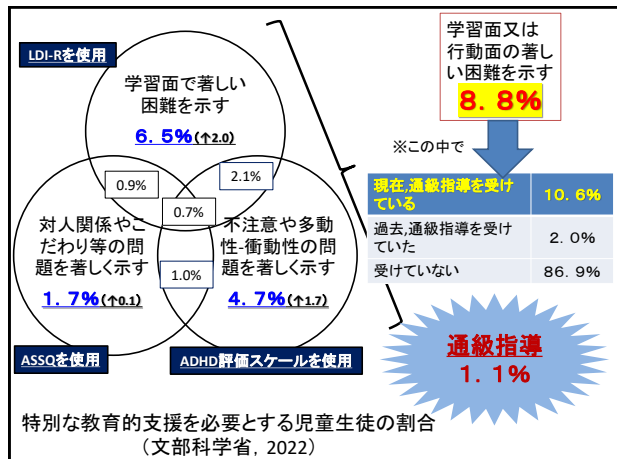 LDI-Rを使用
学習面で著しい
困難を示す
6.5%(↑2.0)
0.9%
2.1%
0.7%
対人関係やこ
だわり等の問
題を著しく示す
1.7%(↑0.1)
不注意や多動
性-衝動性の問
題を著しく示す
4.7%(↑1.7)
1.0%
ASSQを使用
ADHD評価スケールを使用
学習面又は
行動面の著し
い困難を示す
8.8%
※この中で
現在,通級指導を受け
ている
10.6%
過去,通級指導を受け
ていた
2.0%
受けていない
86.9%
通級指導
1.1%
特別な教育的支援を必要とする児童生徒の割合
(文部科学省, 2022)